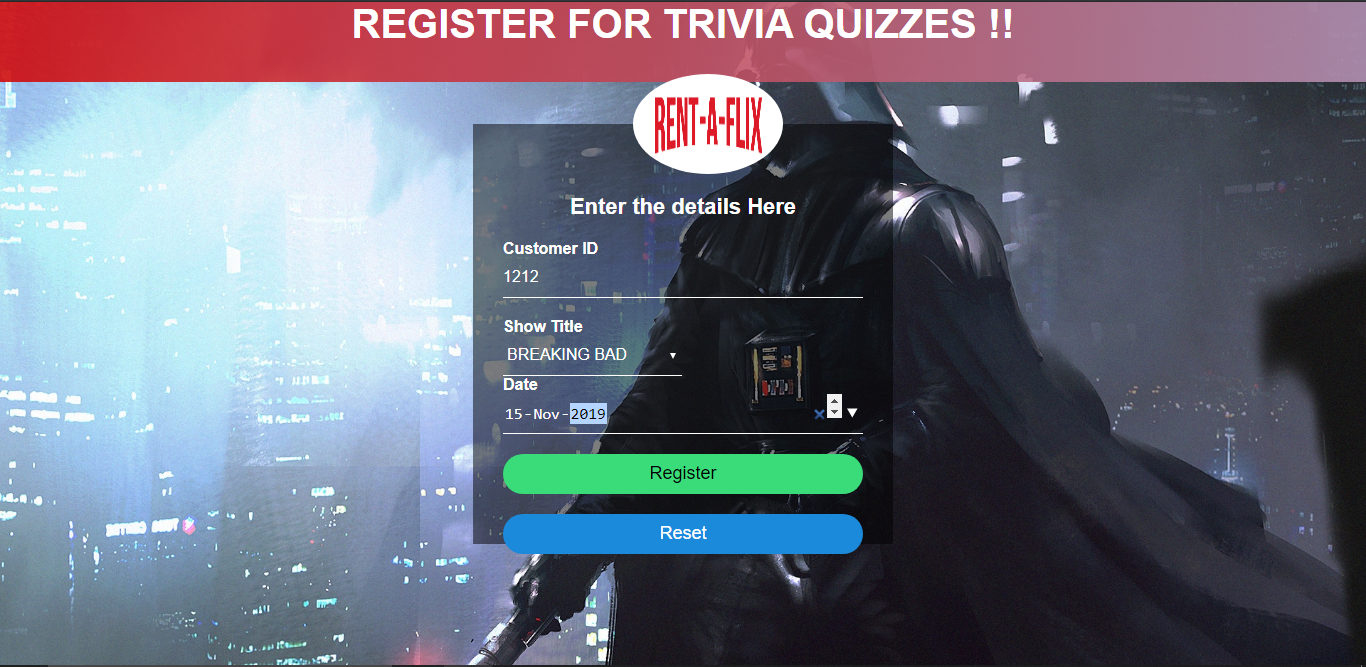 REGISTER FOR TRIVIA QUIZZES !!
RENT-A-FLIX
Enter the details Here
Customer ID
1212
Show Title
BREAKING BAD
Date
15-Nov-2019
Register
Reset